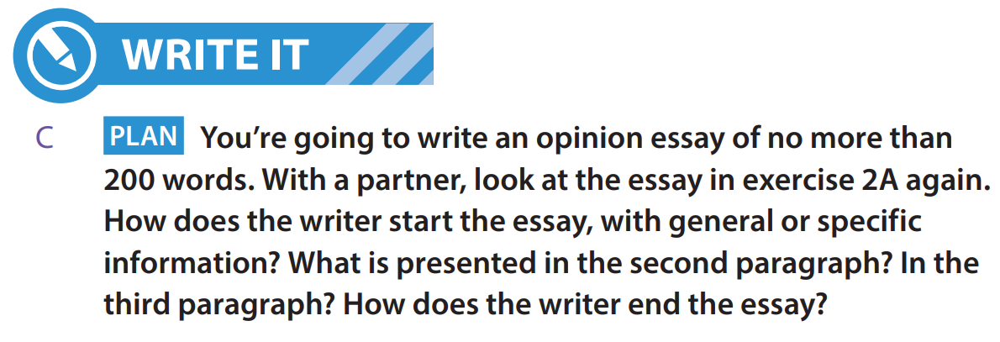 WRITE IT
C PLAN You’re going to write an opinion essay of no more than
200 words. With a partner, look at the essay in exercise 2A again.
How does the writer start the essay, with general or specific
information? What is presented in the second paragraph? In the
third paragraph? How does the writer end the essay?